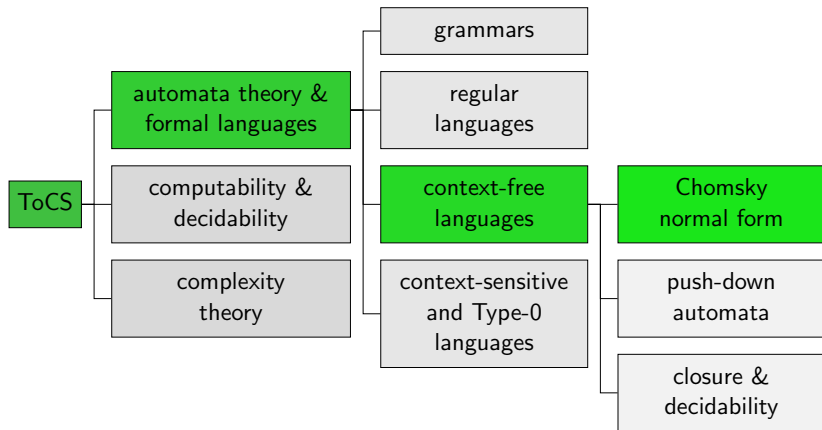 ToCS
automata theory &
formal languages
computability &
decidability
complexity
theory
grammars
regular
languages
context-free
languages
context-sensitive
and Type-0
languages
Chomsky
normal form
push-down
automata
closure &
decidability